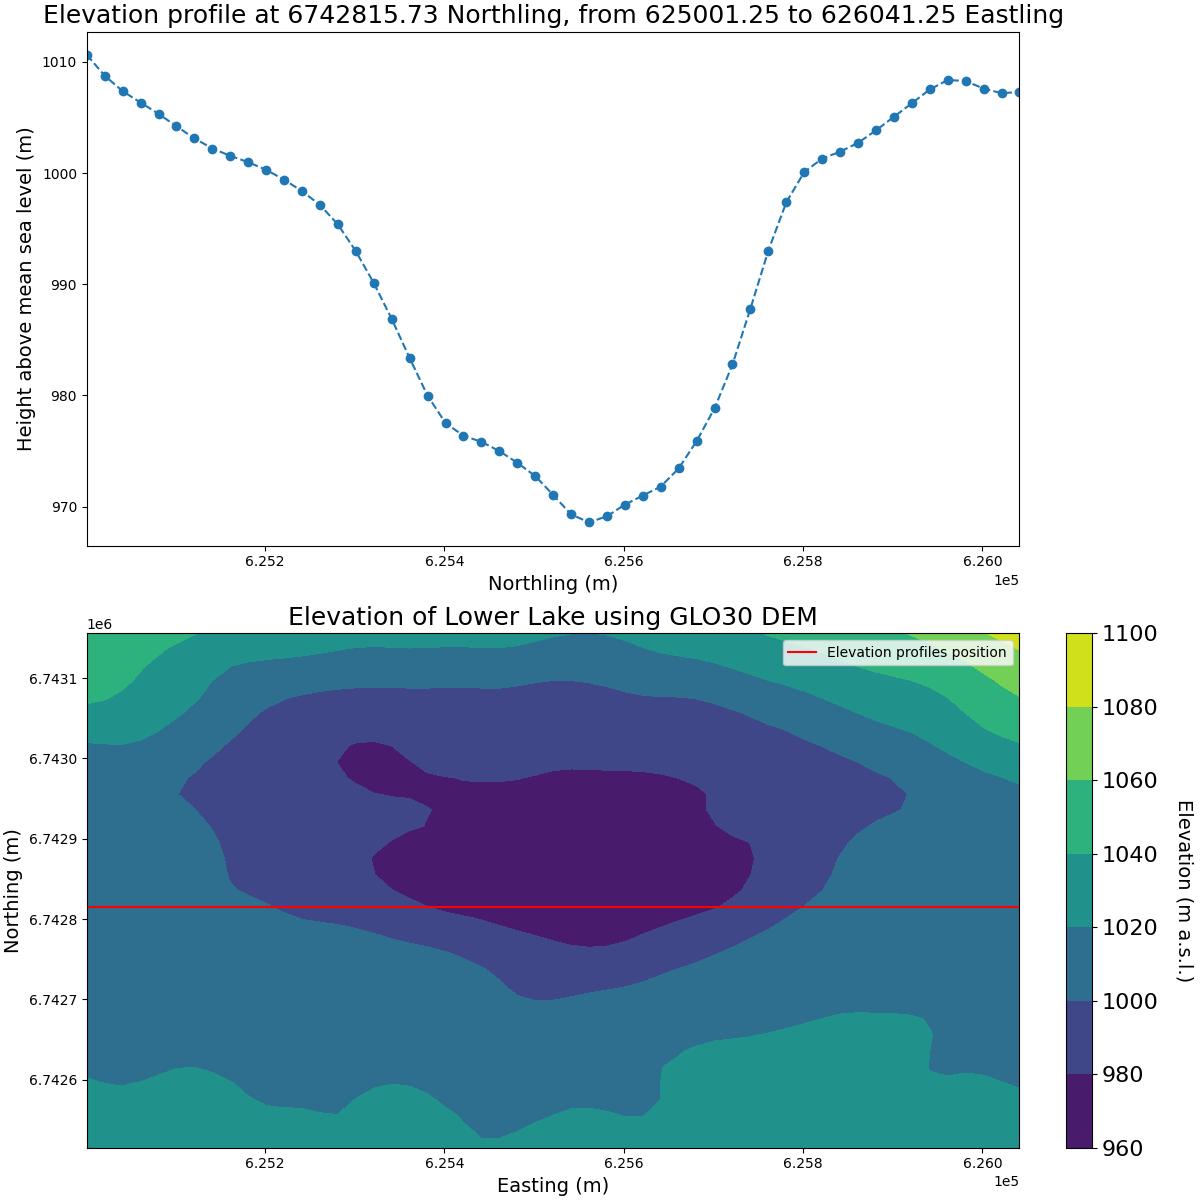 Elevation profile at 6742815.73 Northling, from 625001.25 to 626041.25 Eastling
Height above mean sea level (m)
1010
1000
990
980
970
6.252
6.254
6.256
6.258
6.260
1e5
Northling (m)
Elevation of Lower Lake using GLO30 DEM
1e6
Elevation profiles position
Northing (m)
6.7431
6.7430
6.7429
6.7428
6.7427
6.7426
6.252
6.254
6.256
6.258
6.260
1e5
Easting (m)
1100
1080
1060
1040
1020
1000
980
960
Elevation (m a.s.l.)